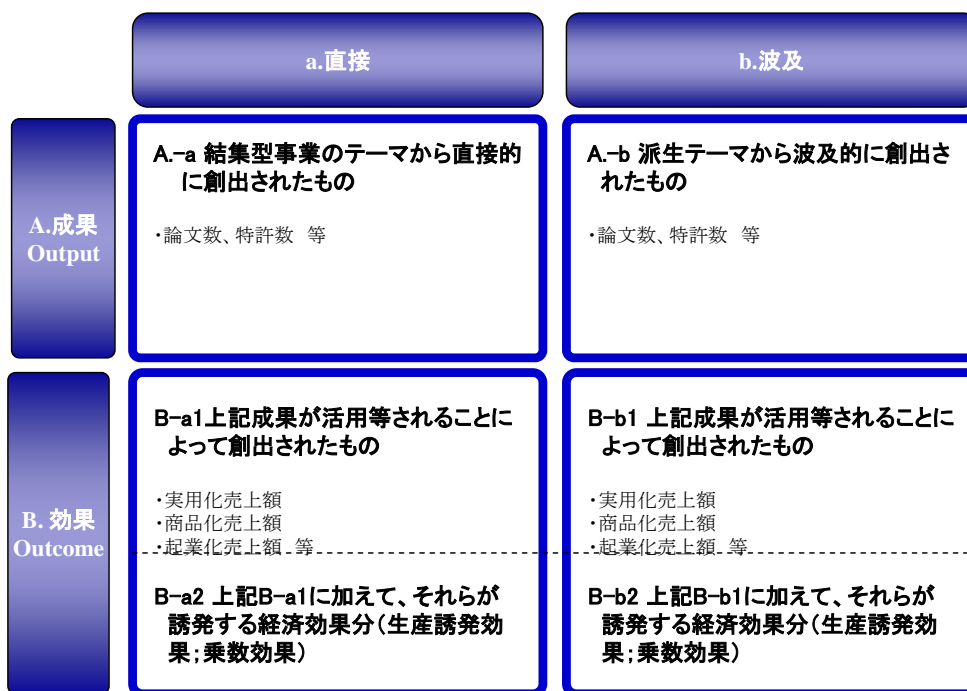 a.直接
b.波及
A.成果
Output
A.-a 結集型事業のテーマから直接的
に創出されたもの
・論文数、特許数 等
A.-b 派生テーマから波及的に創出さ
れたもの
・論文数、特許数 等
B. 効果
Outcome
B-a1上記成果が活用等されることに
よって創出されたもの
・実用化売上額
・商品化売上額
・起業化売上額 等
B-a2 上記B-a1に加えて、それらが
誘発する経済効果分(生産誘発効
果;乗数効果)
B-b1 上記成果が活用等されることに
よって創出されたもの
・実用化売上額
・商品化売上額
・起業化売上額 等
B-b2 上記B-b1に加えて、それらが
誘発する経済効果分(生産誘発効
果;乗数効果)